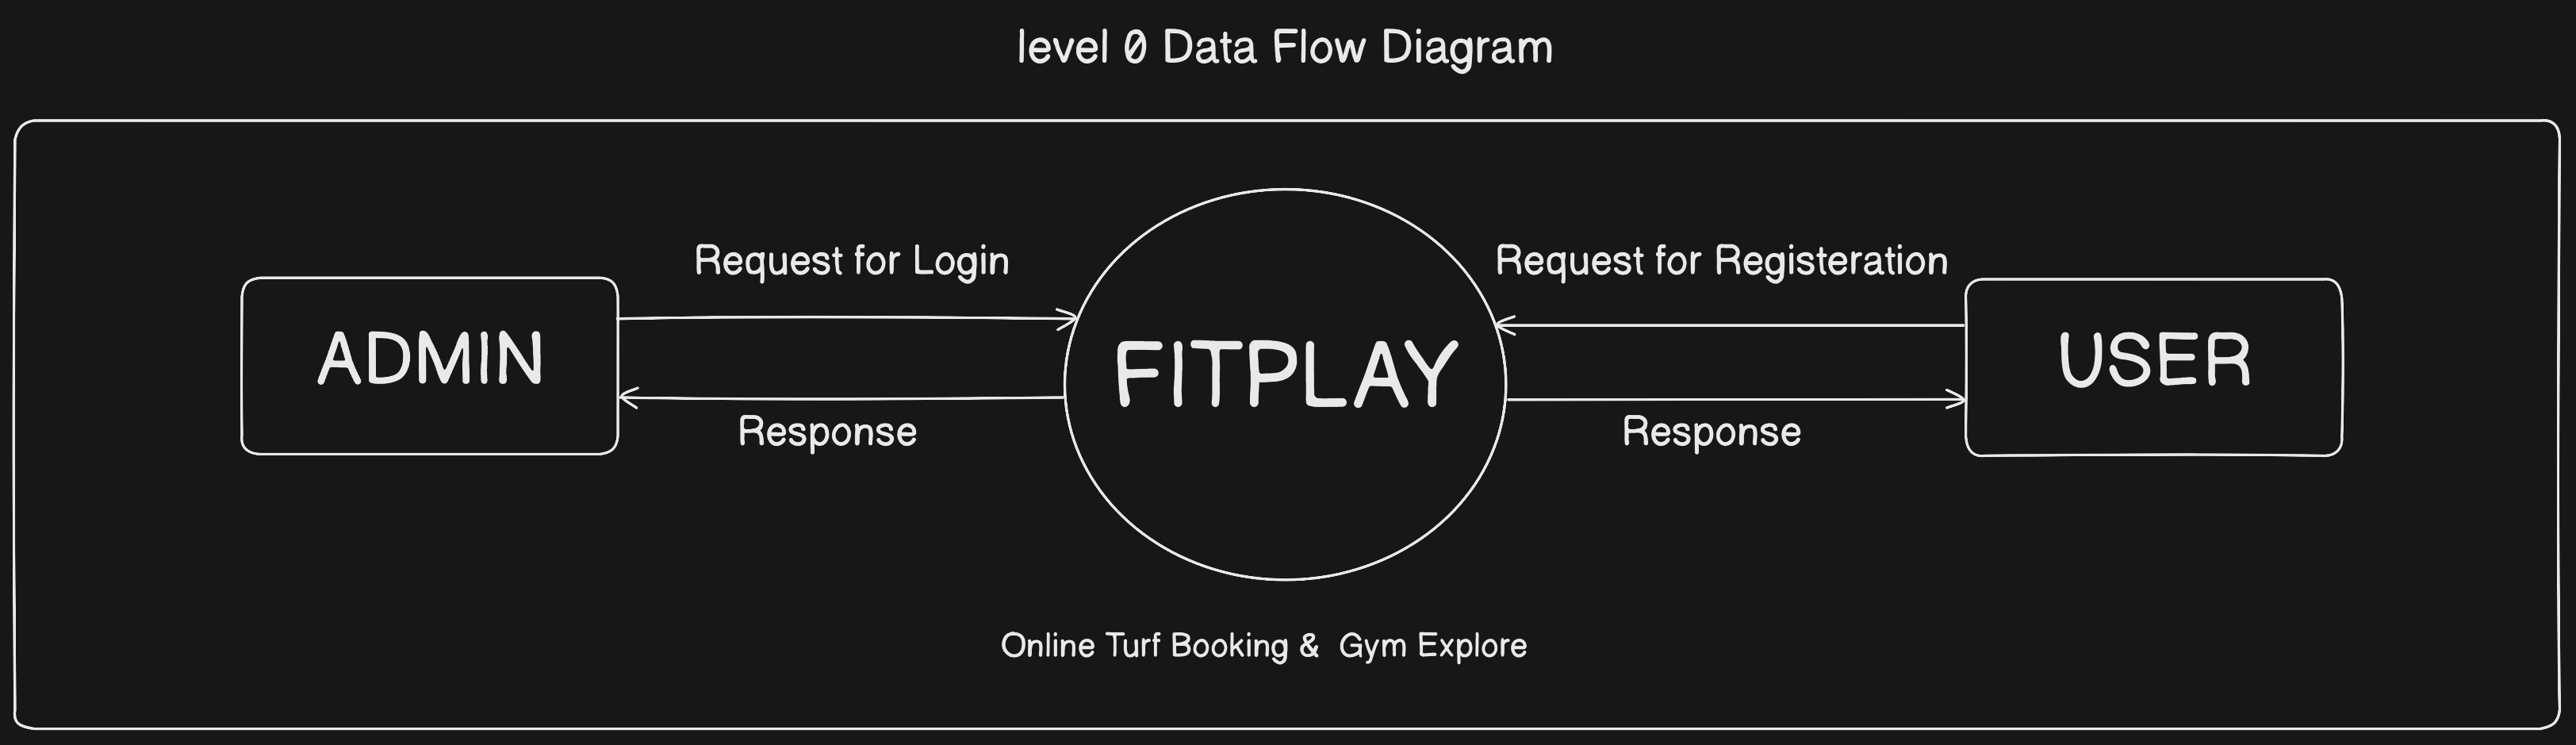 level 0 Data Flow Diagram
Request for Login
Request for Registeration
ADMIN
FITPLAY
USER
Response
Response
Online Turf Booking & Gym Explore